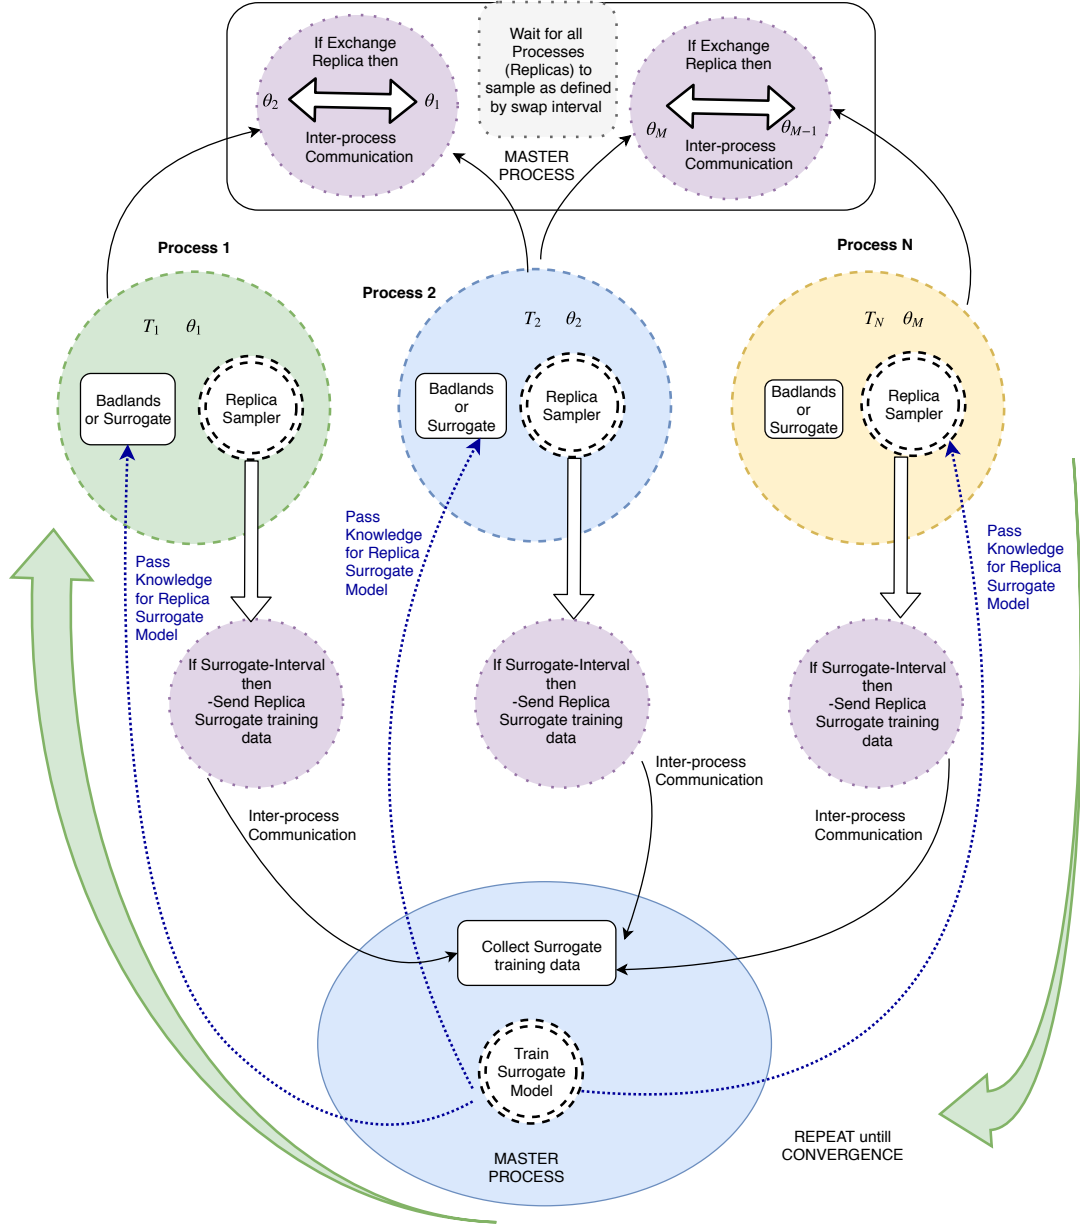 If Exchange
Replica then
θ2
θ1
Inter-process
Communication
Wait for all
Processes
(Replicas) to
sample as defined
by swap interval
MASTER
PROCESS
If Exchange
Replica then
θM
θM−1
Inter-process
Communication
Process 1
T1 θ1
Badlands
or Surrogate
Replica
Sampler
Process 2
T2 θ2
Badlands
or
Surrogate
Replica
Sampler
Process N
TN θM
Badlands
or
Surrogate
Replica
Sampler
Pass
Knowledge
for Replica
Surrogate
Model
Pass
Knowledge
for Replica
Surrogate
Model
Pass
Knowledge
for Replica
Surrogate
Model
If Surrogate-Interval
then
-Send Replica
Surrogate training
data
If Surrogate-Interval
then
-Send Replica
Surrogate training
data
If Surrogate-Interval
then
-Send Replica
Surrogate training
data
Inter-process
Communication
Inter-process
Communication
Inter-process
Communication
Collect Surrogate
training data
Train
Surrogate
Model
MASTER
PROCESS
REPEAT untill
CONVERGENCE